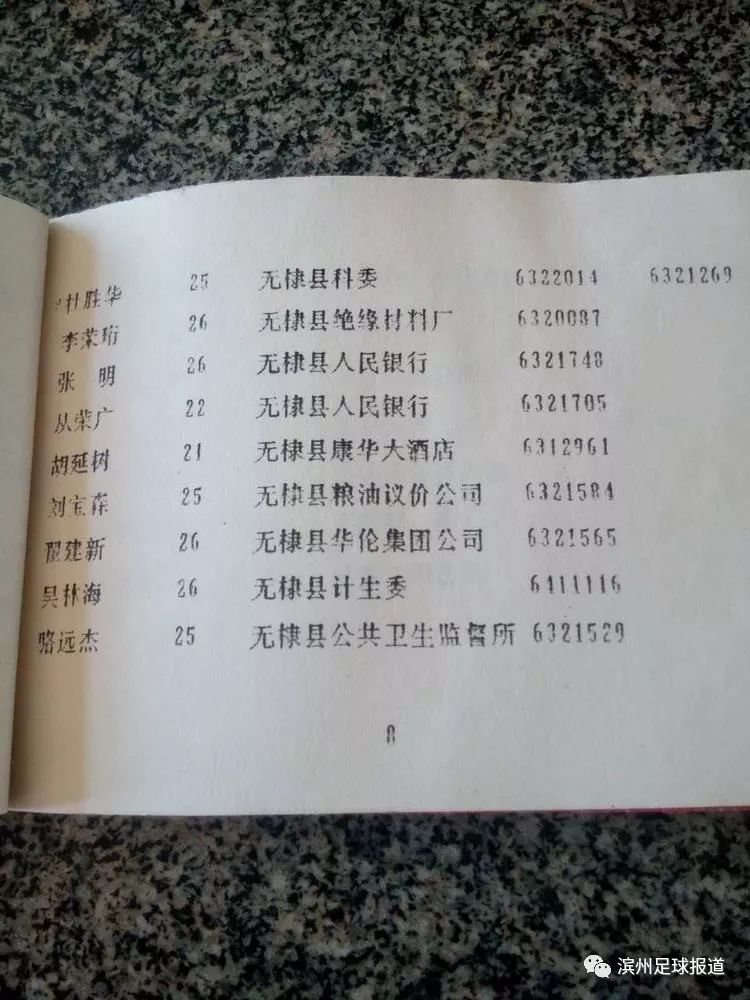 杜胜华 25 无棣县科委 6322014 6321269
李荣珩 26 无棣县绝缘材料厂 6320087
张 明 26 无棣县人民银行 6321748
从荣广 22 无棣县人民银行 6321705
胡延树 21 无棣县康华大酒店 6312961
刘宝森 25 无棣县粮油议价公司 6321584
翟建新 26 无棣县华伦集团公司 6321565
吴林海 26 无棣县计生委 6411116
骆远杰 25 无棣县公共卫生监督所 6321529
8
滨州足球报道